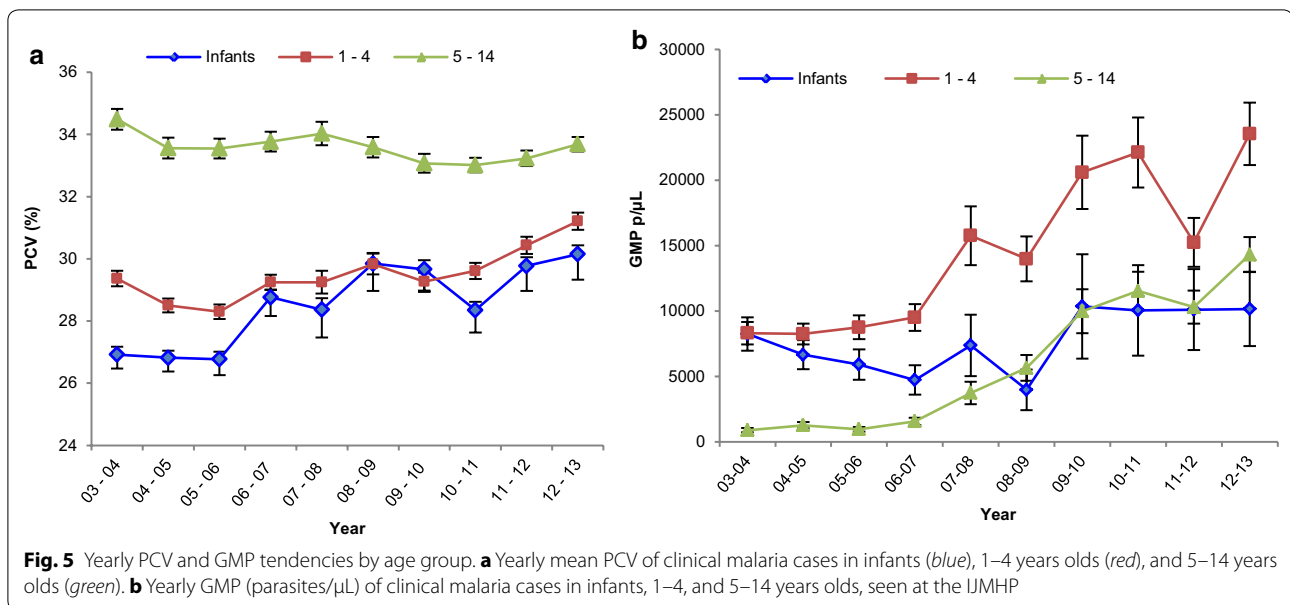 a
Infants 1 - 4 5 - 14
36
34
32
30
28
26
24
PCV (%)
03 - 04 04 - 05 05 - 06 06 - 07 07 - 08 08 - 09 09 - 10 10 - 11 11 - 12 12 - 13
Year
b
Infants 1 - 4 5 - 14
30000
25000
20000
15000
10000
5000
0
GMP p/µL
03-04 04-05 05-06 06-07 07-08 08-09 09-10 10-11 11-12 12-13
Year
Fig. 5 Yearly PCV and GMP tendencies by age group. a Yearly mean PCV of clinical malaria cases in infants (blue), 1–4 years olds (red), and 5–14 years
olds (green). b Yearly GMP (parasites/µL) of clinical malaria cases in infants, 1–4, and 5–14 years olds, seen at the IJMHP